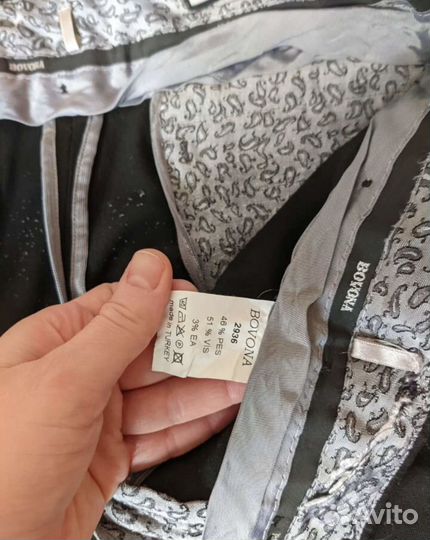 BOVONA
BOVONA
2936
46 % PES
51 % VIS
3% EA
made in TURKEY
BOVONA
Avito